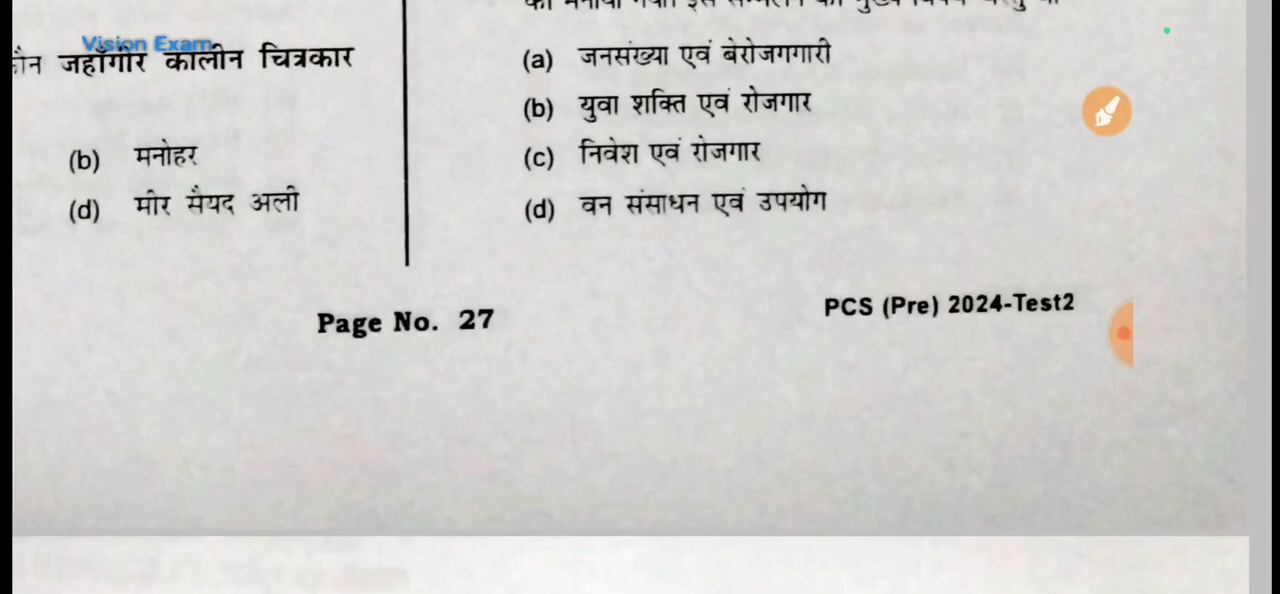 Vision Exam
जहाँगीर कालीन चित्रकार
(b) मनोहर
(d) मीर सैयद अली
(a) जनसंख्या एवं बेरोजगगारी
(b) युवा शक्ति एवं रोजगार
(c) निवेश एवं रोजगार
(d) वन संसाधन एवं उपयोग
Page No. 27
PCS (Pre) 2024-Test2